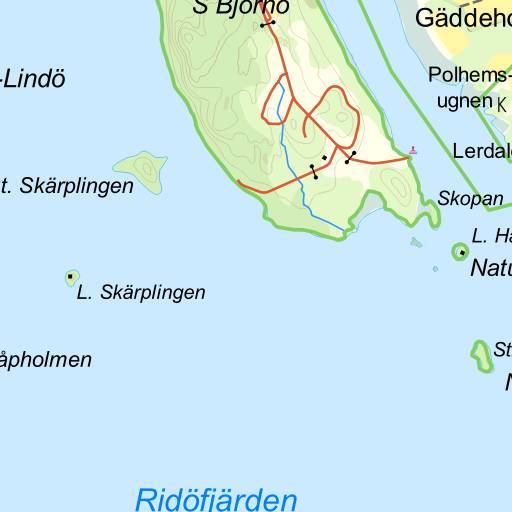 S Björnö
Gäddeho
-Lindö
Polhems-
ugnen K
Lerdal
t. Skärplingen
Skopan
L. Ha
Natu
L. Skärplingen
St
åpholmen
N
Ridöfjärden